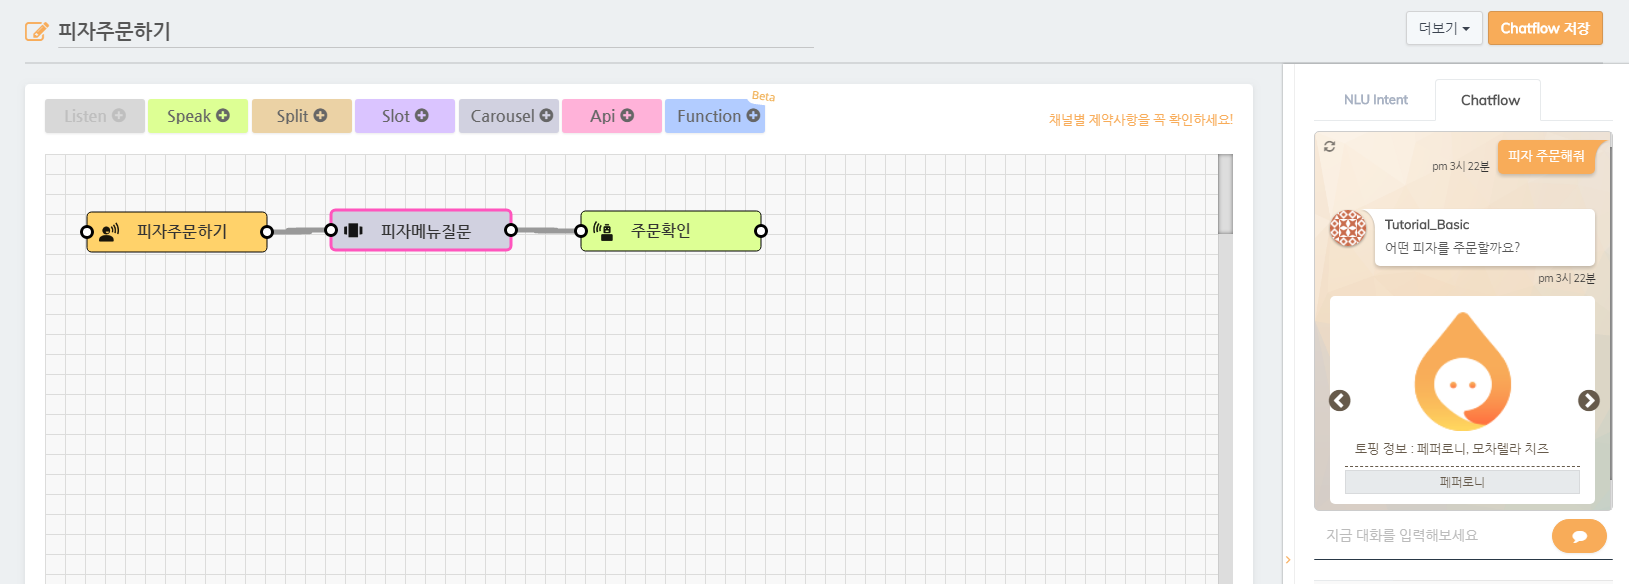 피자주문하기
더보기
Chatflow 저장
Listen
Speak
Split
Slot
Carousel
Api
Function
Beta
채널별 제약사항을 꼭 확인하세요!
피자주문하기
피자메뉴질문
주문확인
NLU Intent
Chatflow
pm 3시 22분
피자 주문해줘
Tutorial_Basic
어떤 피자를 주문할까요?
pm 3시 22분
토핑 정보 : 페퍼로니, 모차렐라 치즈
페퍼로니
지금 대화를 입력해보세요